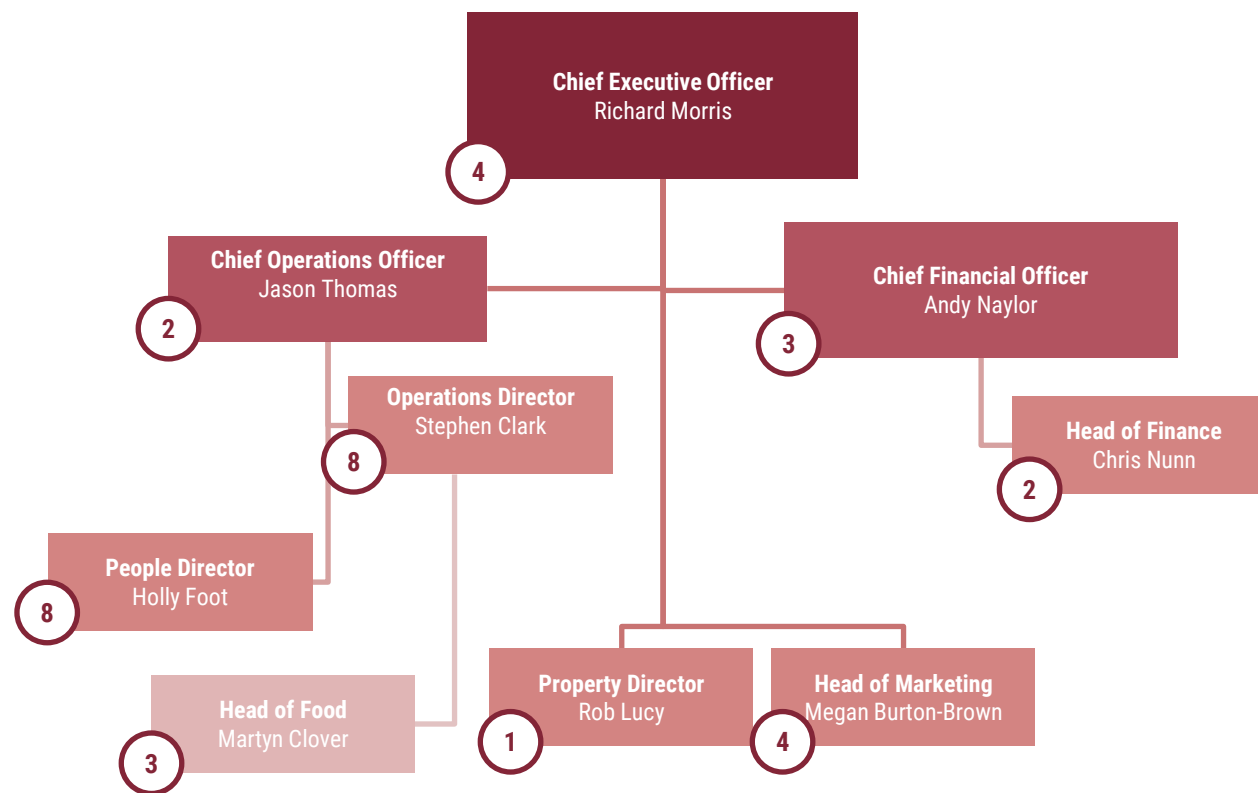 Chief Executive Officer
Richard Morris
4
Chief Operations Officer
Jason Thomas
2
Chief Financial Officer
Andy Naylor
3
Operations Director
Stephen Clark
8
Head of Finance
Chris Nunn
2
People Director
Holly Foot
8
Property Director
Rob Lucy
1
Head of Marketing
Megan Burton-Brown
4
Head of Food
Martyn Clover
3